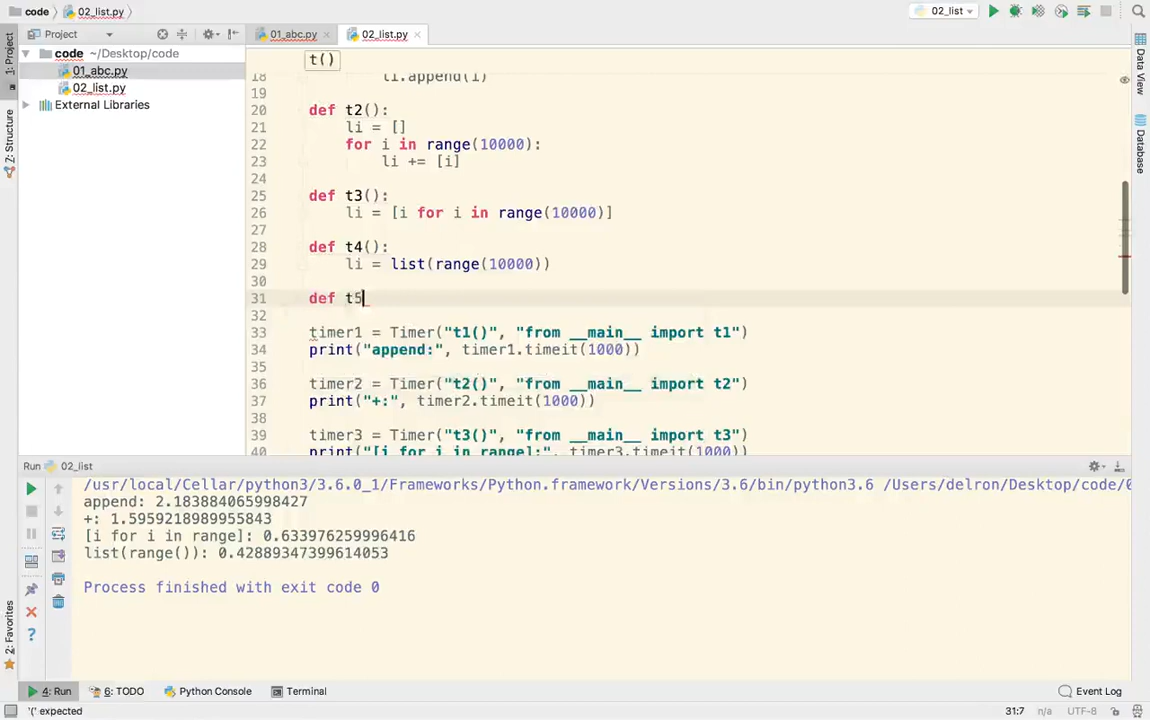 code
02_list.py
02_list
Project
01_abc.py
02_list.py
1: Project
Z: Structure
2: Favorites
Data View
Database
code ~/Desktop/code
01_abc.py
02_list.py
External Libraries
t()
18 li.append(i)
19
20 def t2():
21 li = []
22 for i in range(10000):
23 li += [i]
24
25 def t3():
26 li = [i for i in range(10000)]
27
28 def t4():
29 li = list(range(10000))
30
31 def t5
32
33 timer1 = Timer("t1()", "from __main__ import t1")
34 print("append:", timer1.timeit(1000))
35
36 timer2 = Timer("t2()", "from __main__ import t2")
37 print("+:", timer2.timeit(1000))
38
39 timer3 = Timer("t3()", "from __main__ import t3")
40 print("[i for i in range]:", timer3.timeit(1000))
Run 02_list
/usr/local/Cellar/python3/3.6.0_1/Frameworks/Python.framework/Versions/3.6/bin/python3.6 /Users/delron/Desktop/code/0
append: 2.183884065998427
+: 1.5959218989955843
[i for i in range]: 0.633976259996416
list(range()): 0.42889347399614053
Process finished with exit code 0
4: Run
6: TODO
Python Console
Terminal
Event Log
'(' expected
31:7
n/a
UTF-8